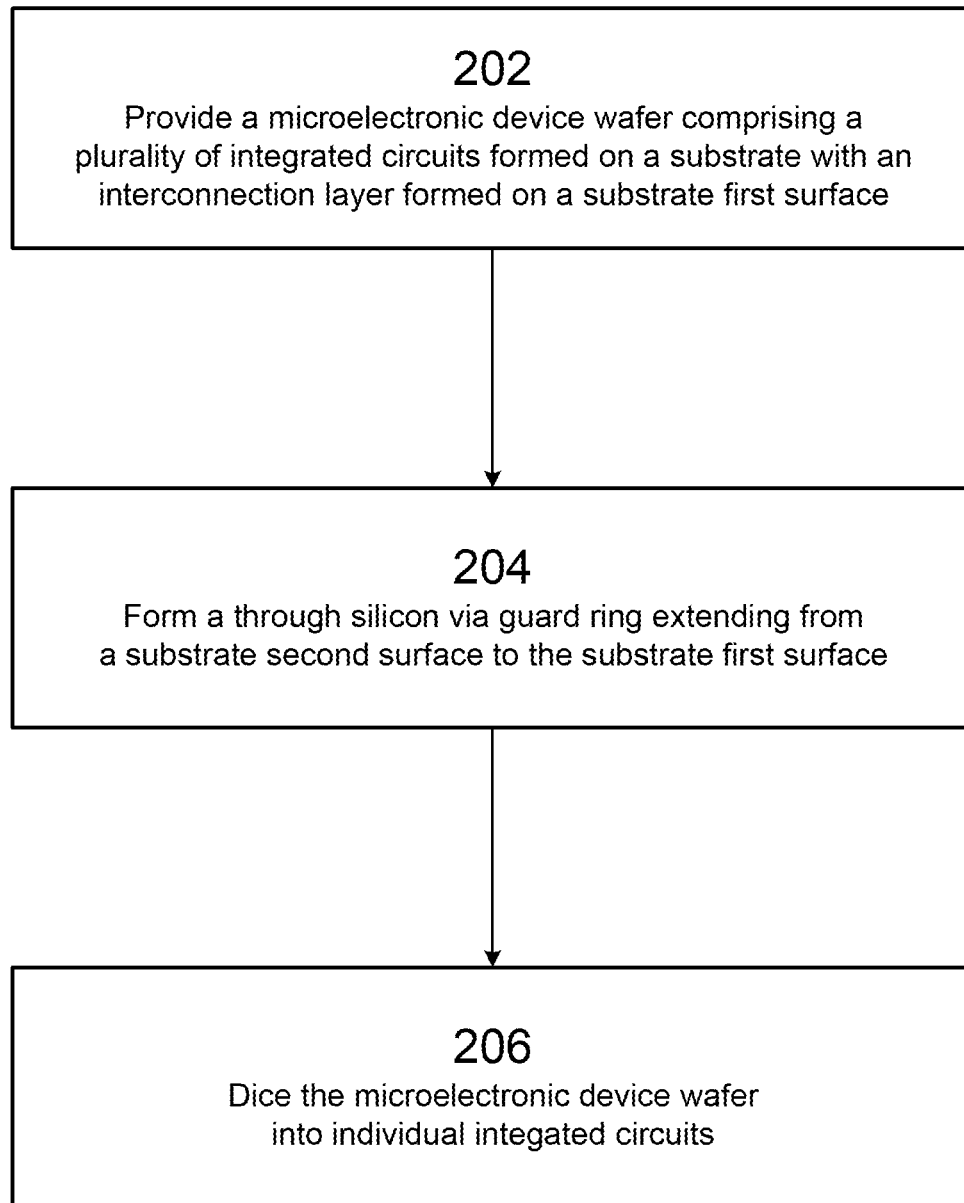 202
Provide a microelectronic device wafer comprising a
plurality of integrated circuits formed on a substrate with an
interconnection layer formed on a substrate first surface
204
Form a through silicon via guard ring extending from
a substrate second surface to the substrate first surface
206
Dice the microelectronic device wafer
into individual integated circuits